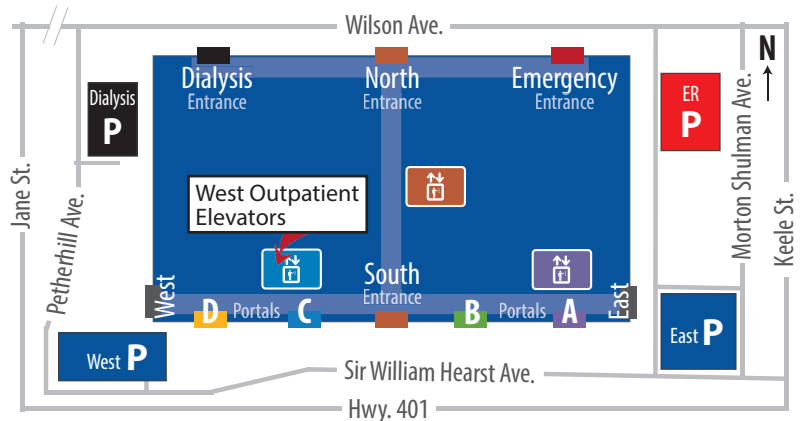 Wilson Ave.
N
Dialysis
Entrance
North
Entrance
Emergency
Entrance
Dialysis
P
ER
P
Jane St.
Petherhill Ave.
Morton Shulman Ave.
Keele St.
West Outpatient
Elevators
West
South
Entrance
East
D
Portals
C
B
Portals
A
West P
East P
Sir William Hearst Ave.
Hwy. 401